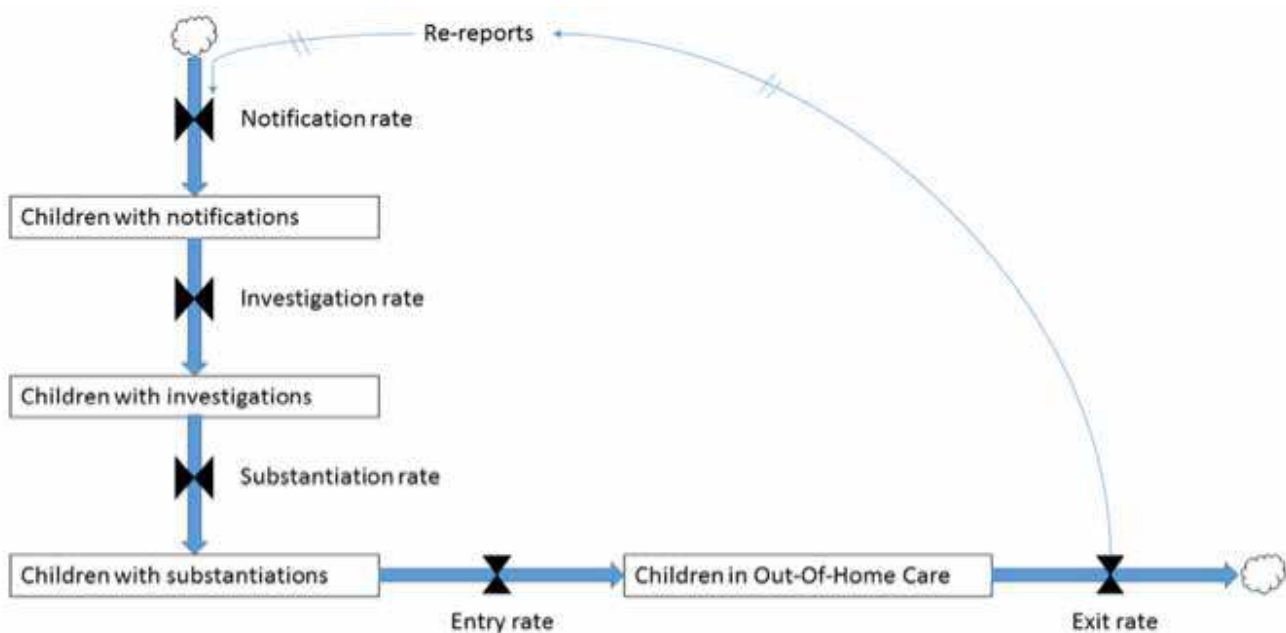 Re-reports
Notification rate
Children with notifications
Investigation rate
Children with investigations
Substantiation rate
Children with substantiations
Children in Out-Of-Home Care
Entry rate
Exit rate